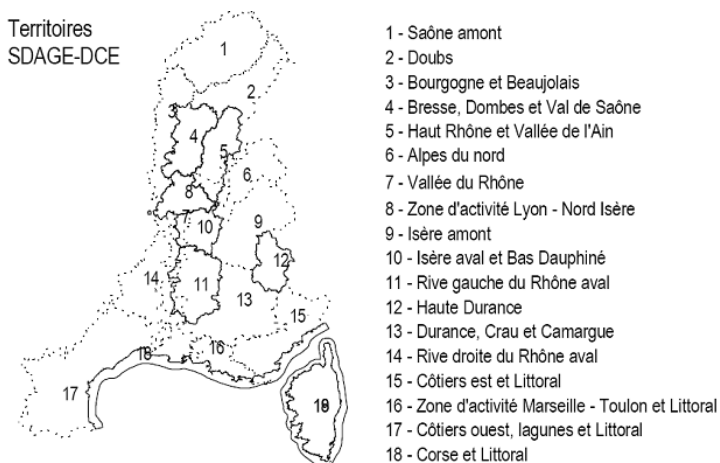 Territoires
SDAGE-DCE
1
2
3
4
5
6
7
8
9
10
11
12
13
14
15
16
17
18
18
1 - Saône amont
2 - Doubs
3 - Bourgogne et Beaujolais
4 - Bresse, Dombes et Val de Saône
5 - Haut Rhône et Vallée de l'Ain
6 - Alpes du nord
7 - Vallée du Rhône
8 - Zone d'activité Lyon - Nord Isère
9 - Isère amont
10 - Isère aval et Bas Dauphiné
11 - Rive gauche du Rhône aval
12 - Haute Durance
13 - Durance, Crau et Camargue
14 - Rive droite du Rhône aval
15 - Côtiers est et Littoral
16 - Zone d'activité Marseille - Toulon et Littoral
17 - Côtiers ouest, lagunes et Littoral
18 - Corse et Littoral